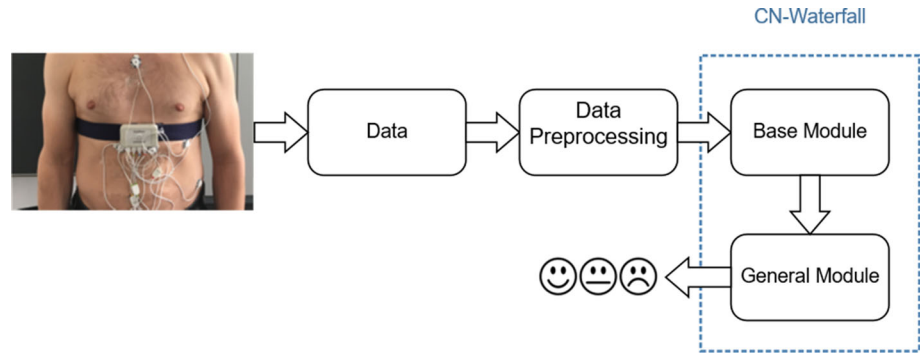 CN-Waterfall
Data
Data
Preprocessing
Base Module
General Module